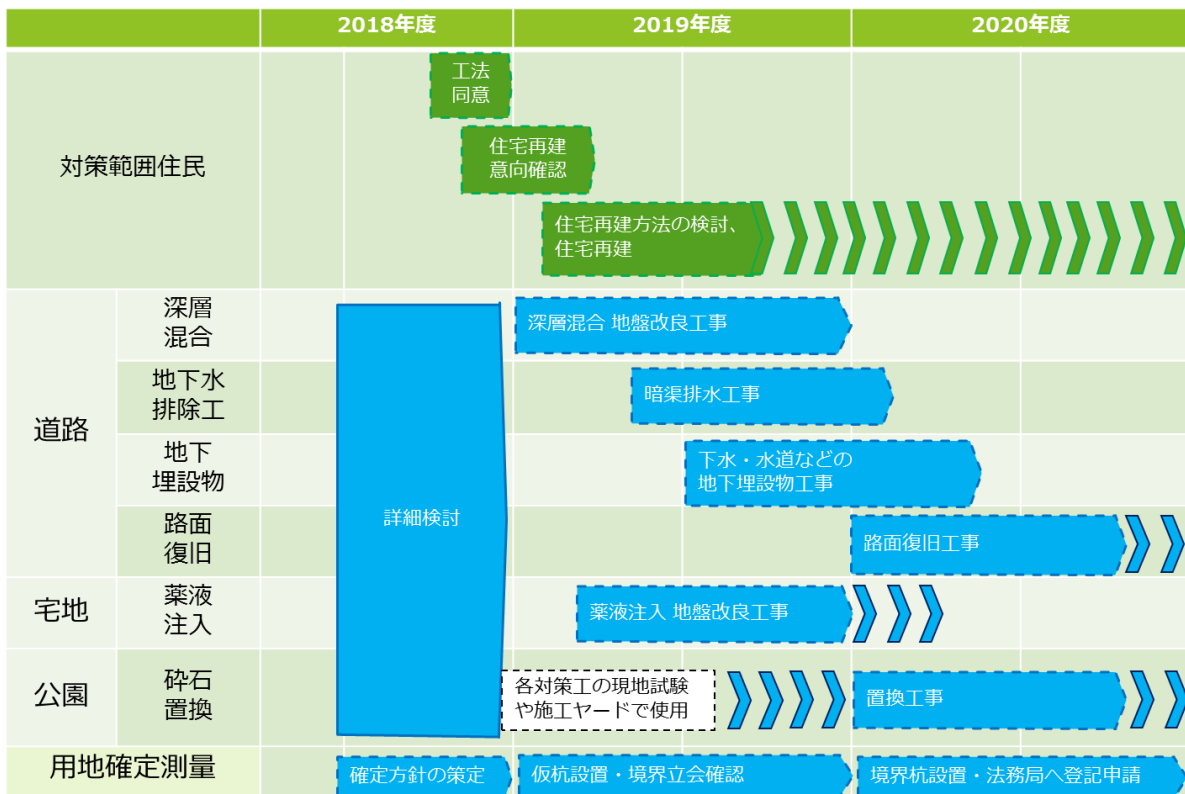 2018年度
2019年度
2020年度
対策範囲住民
工法
同意
住宅再建
意向確認
住宅再建方法の検討、
住宅再建
道路
深層
混合
詳細検討
深層混合 地盤改良工事
地下水
排除工
暗渠排水工事
地下
埋設物
下水・水道などの
地下埋設物工事
路面
復旧
路面復旧工事
宅地
薬液
注入
薬液注入 地盤改良工事
公園
砕石
置換
各対策工の現地試験
や施工ヤードで使用
置換工事
用地確定測量
確定方針の策定
仮杭設置・境界立会確認
境界杭設置・法務局へ登記申請